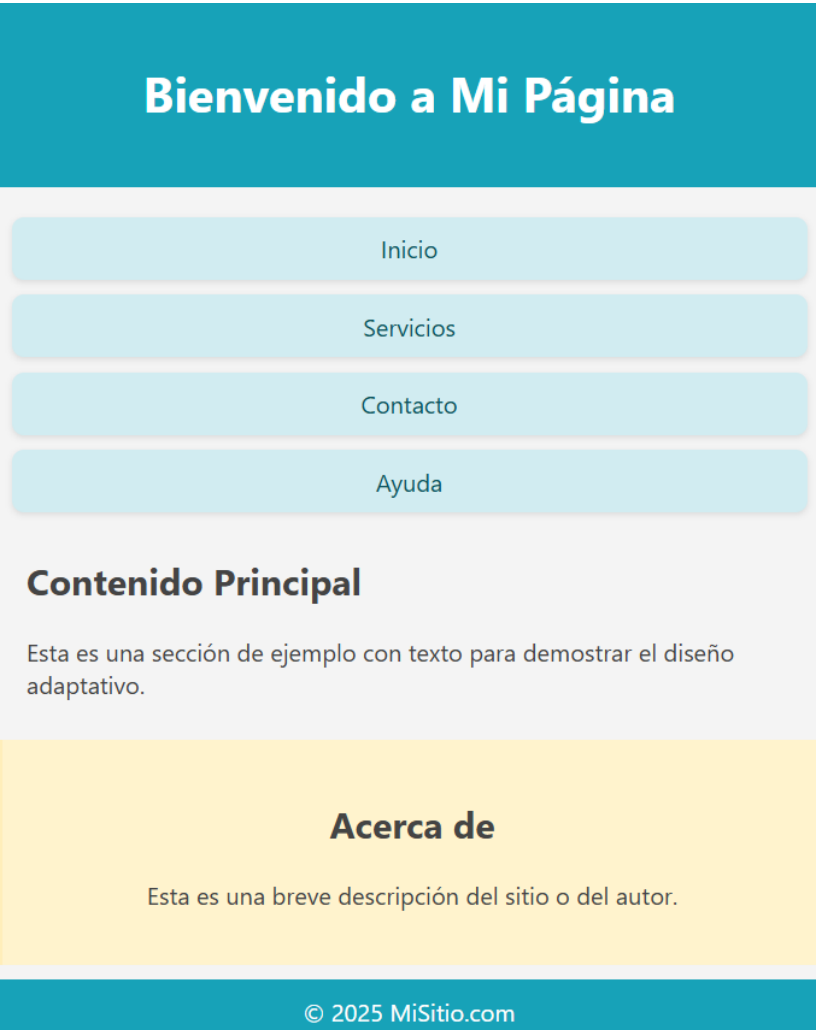 Bienvenido a Mi Página
Inicio
Servicios
Contacto
Ayuda
Contenido Principal
Esta es una sección de ejemplo con texto para demostrar el diseño
adaptativo.
Acerca de
Esta es una breve descripción del sitio o del autor.
© 2025 MiSitio.com